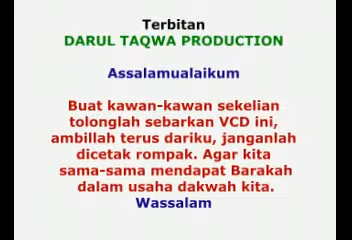 Terbitan
DARUL TAQWA PRODUCTION
Assalamualaikum
Buat kawan-kawan sekelian
tolonglah sebarkan VCD ini,
ambillah terus dariku, janganlah
dicetak rompak. Agar kita
sama-sama mendapat Barakah
dalam usaha dakwah kita.
Wassalam